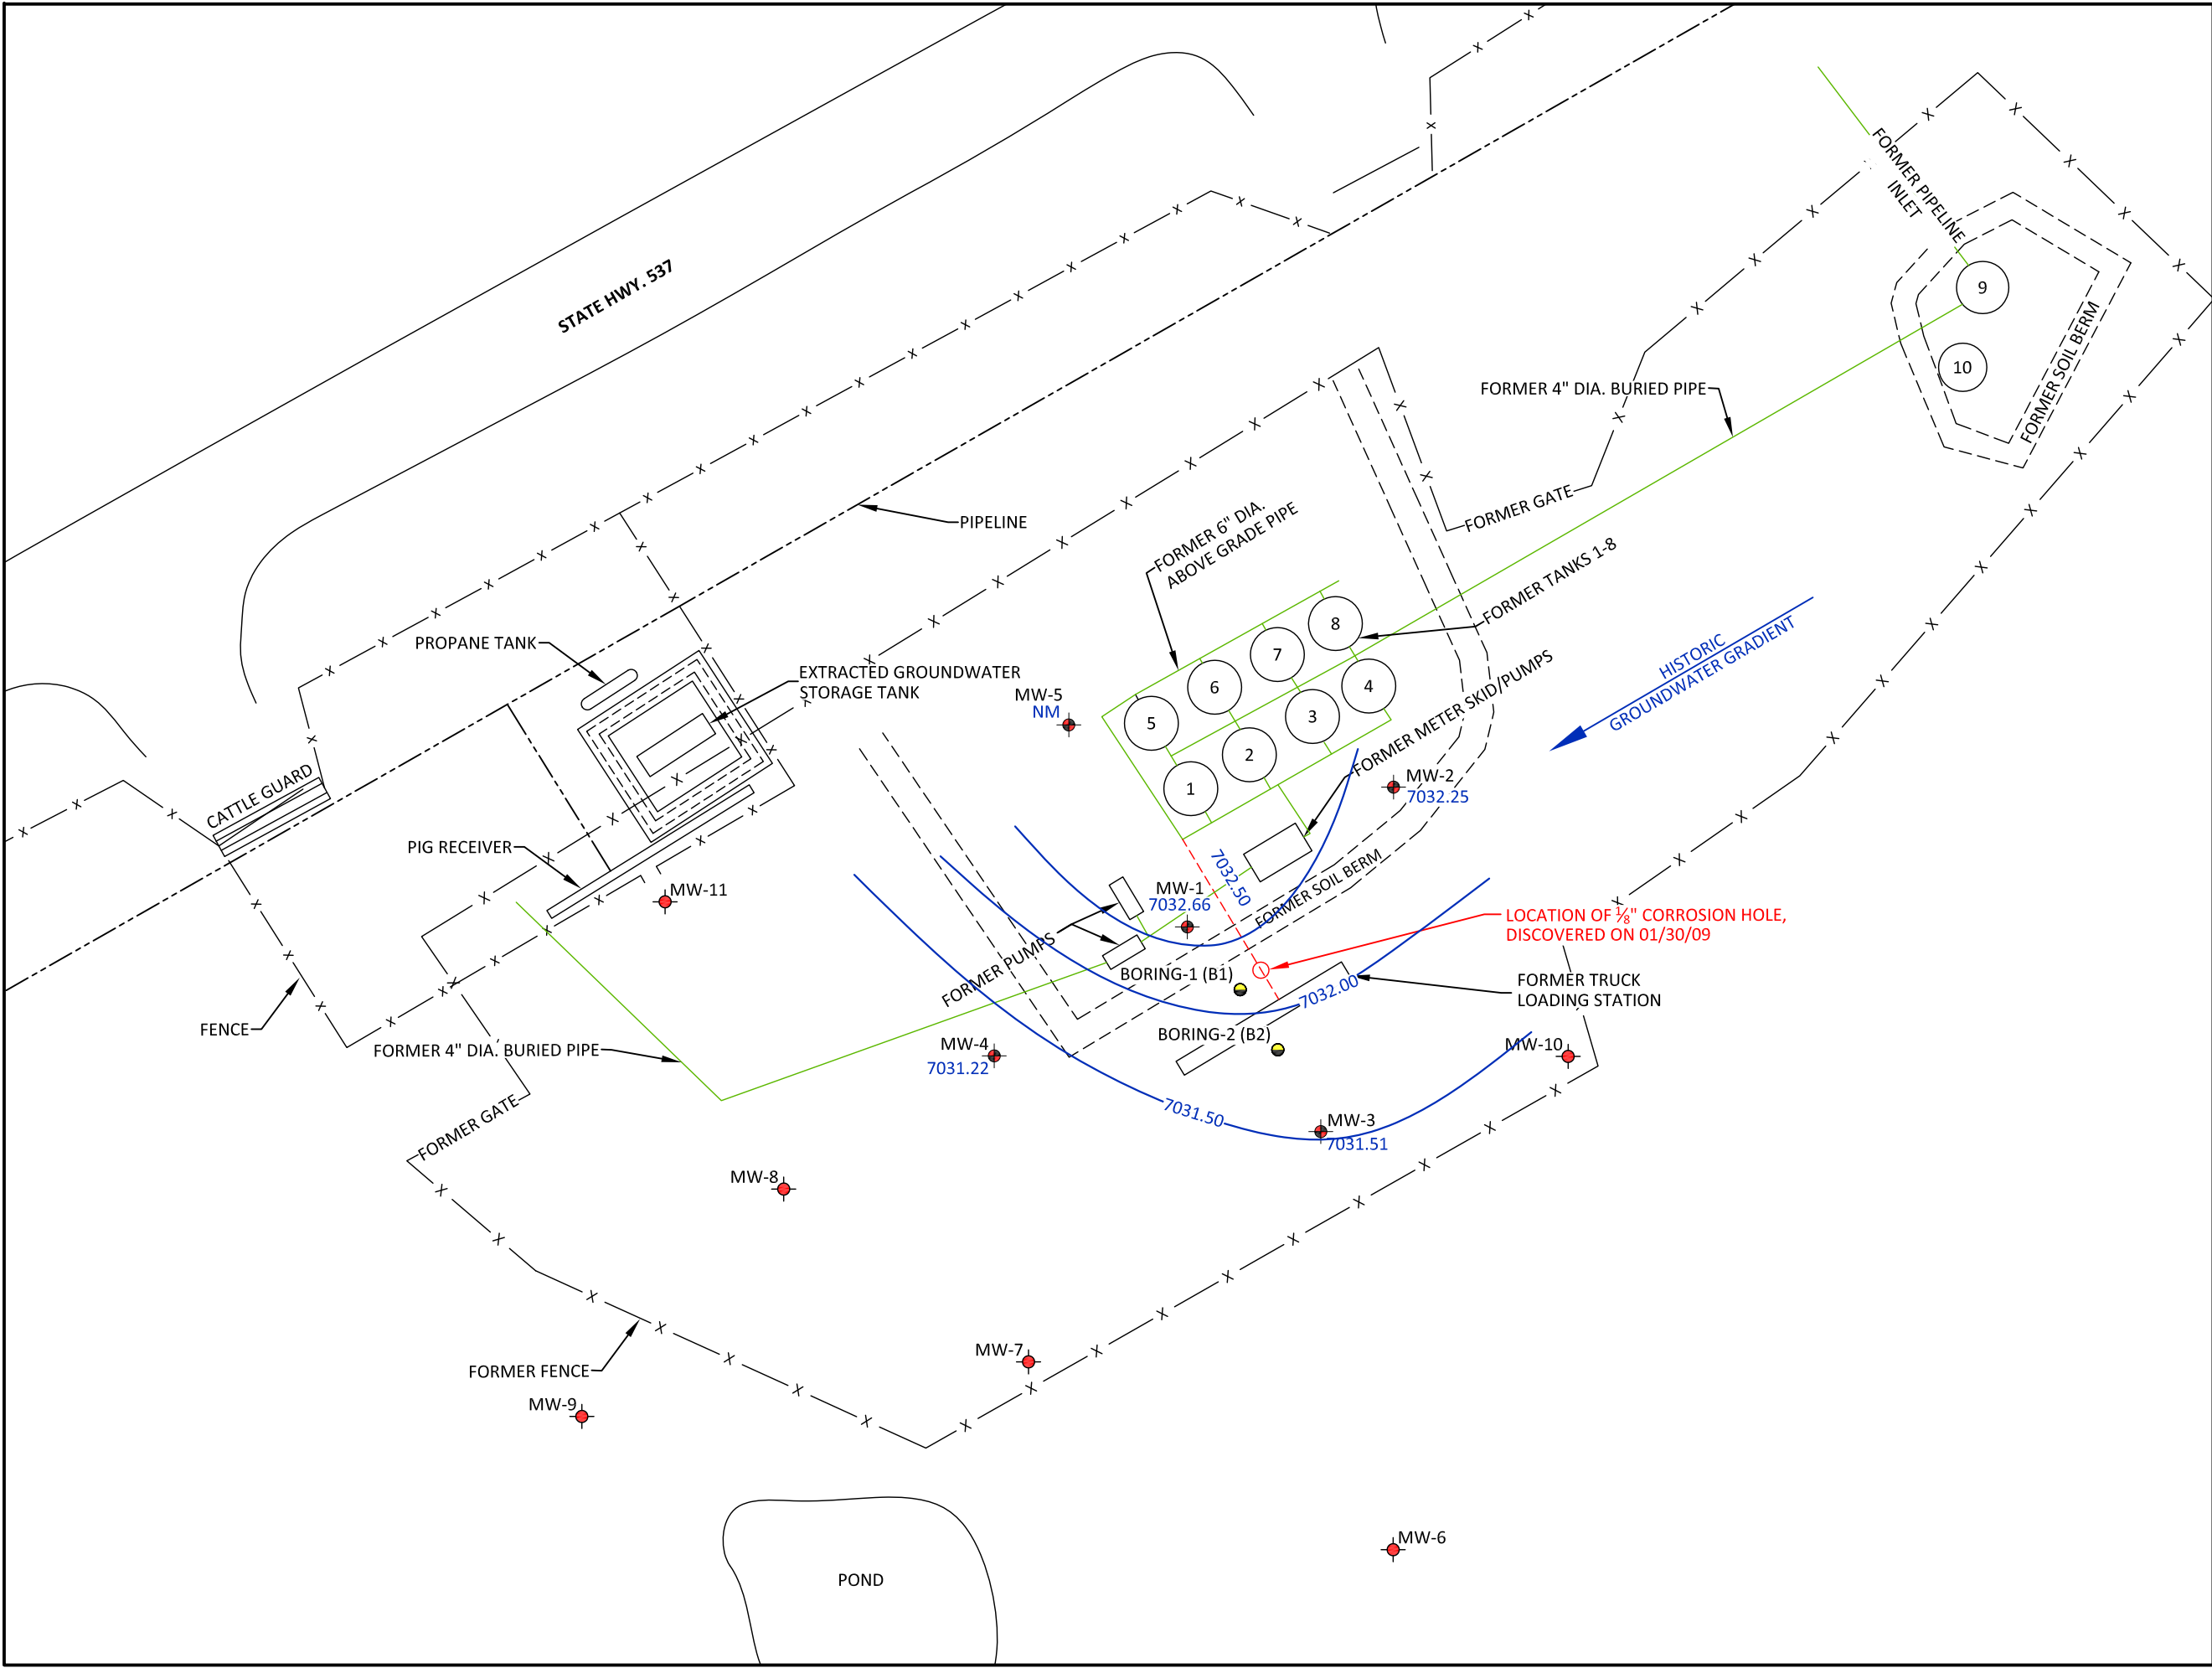 STATE HWY. 537
FORMER PIPELINE
INLET
9
10
FORMER SOIL BERM
FORMER 4" DIA. BURIED PIPE
FORMER GATE
PIPELINE
FORMER 6" DIA.
ABOVE GRADE PIPE
FORMER TANKS 1-8
8
7
6
5
4
3
2
1
PROPANE TANK
EXTRACTED GROUNDWATER
STORAGE TANK
MW-5
NM
HISTORIC
GROUNDWATER GRADIENT
FORMER METER SKID/PUMPS
MW-2
7032.25
CATTLE GUARD
PIG RECEIVER
MW-11
MW-1
7032.66
7032.50
FORMER SOIL BERM
LOCATION OF ⅛" CORROSION HOLE,
DISCOVERED ON 01/30/09
FORMER PUMPS
BORING-1 (B1)
7032.00
FORMER TRUCK
LOADING STATION
FENCE
FORMER 4" DIA. BURIED PIPE
MW-4
7031.22
BORING-2 (B2)
MW-10
7031.50
MW-3
7031.51
FORMER GATE
MW-8
MW-7
FORMER FENCE
MW-9
MW-6
POND